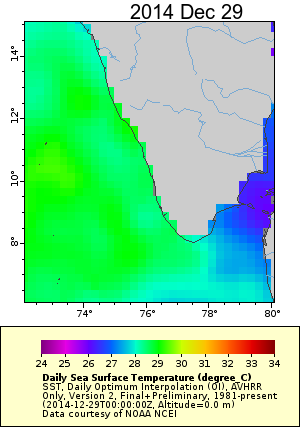 2014 Dec 29
14°
12°
10°
8°
74° 76° 78° 80°
24 25 26 27 28 29 30 31 32 33 34
Daily Sea Surface Temperature (degree_C)
SST, Daily Optimum Interpolation (OI), AVHRR
Only, Version 2, Final+Preliminary, 1981-present
(2014-12-29T00:00:00Z, Altitude=0.0 m)
Data courtesy of NOAA NCEI